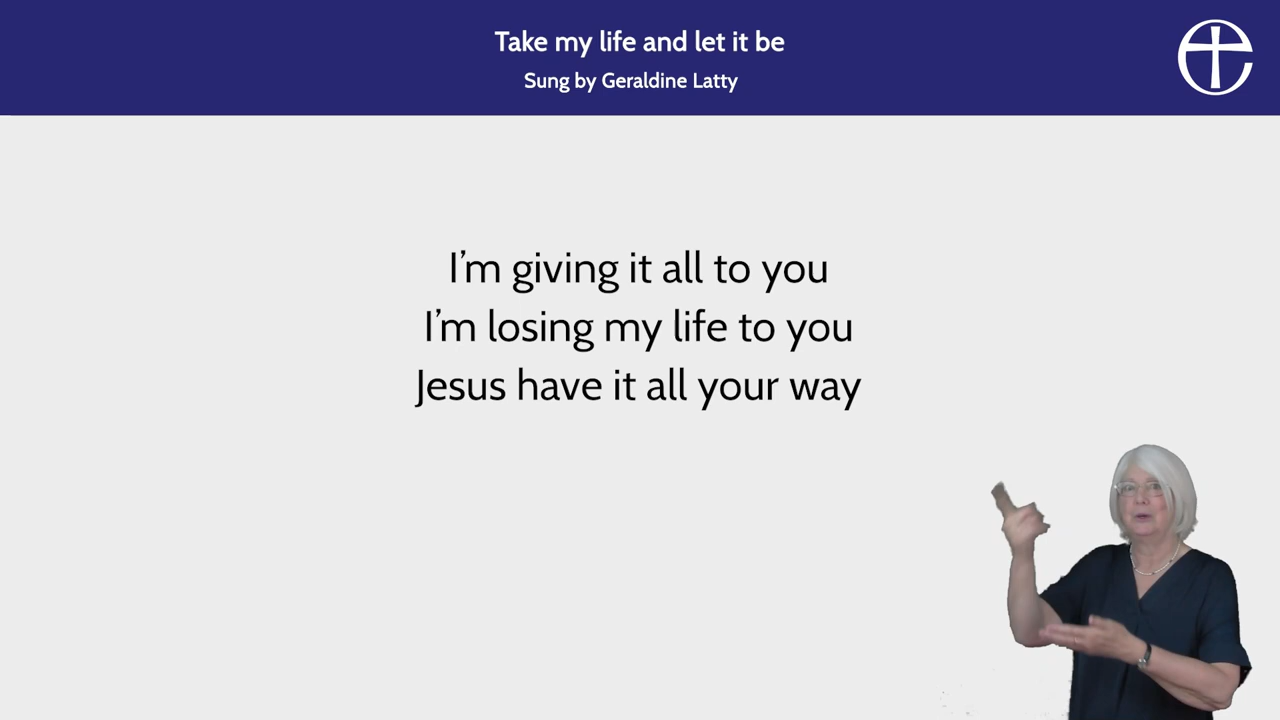 Take my life and let it be
Sung by Geraldine Latty
I’m giving it all to you
I’m losing my life to you
Jesus have it all your way